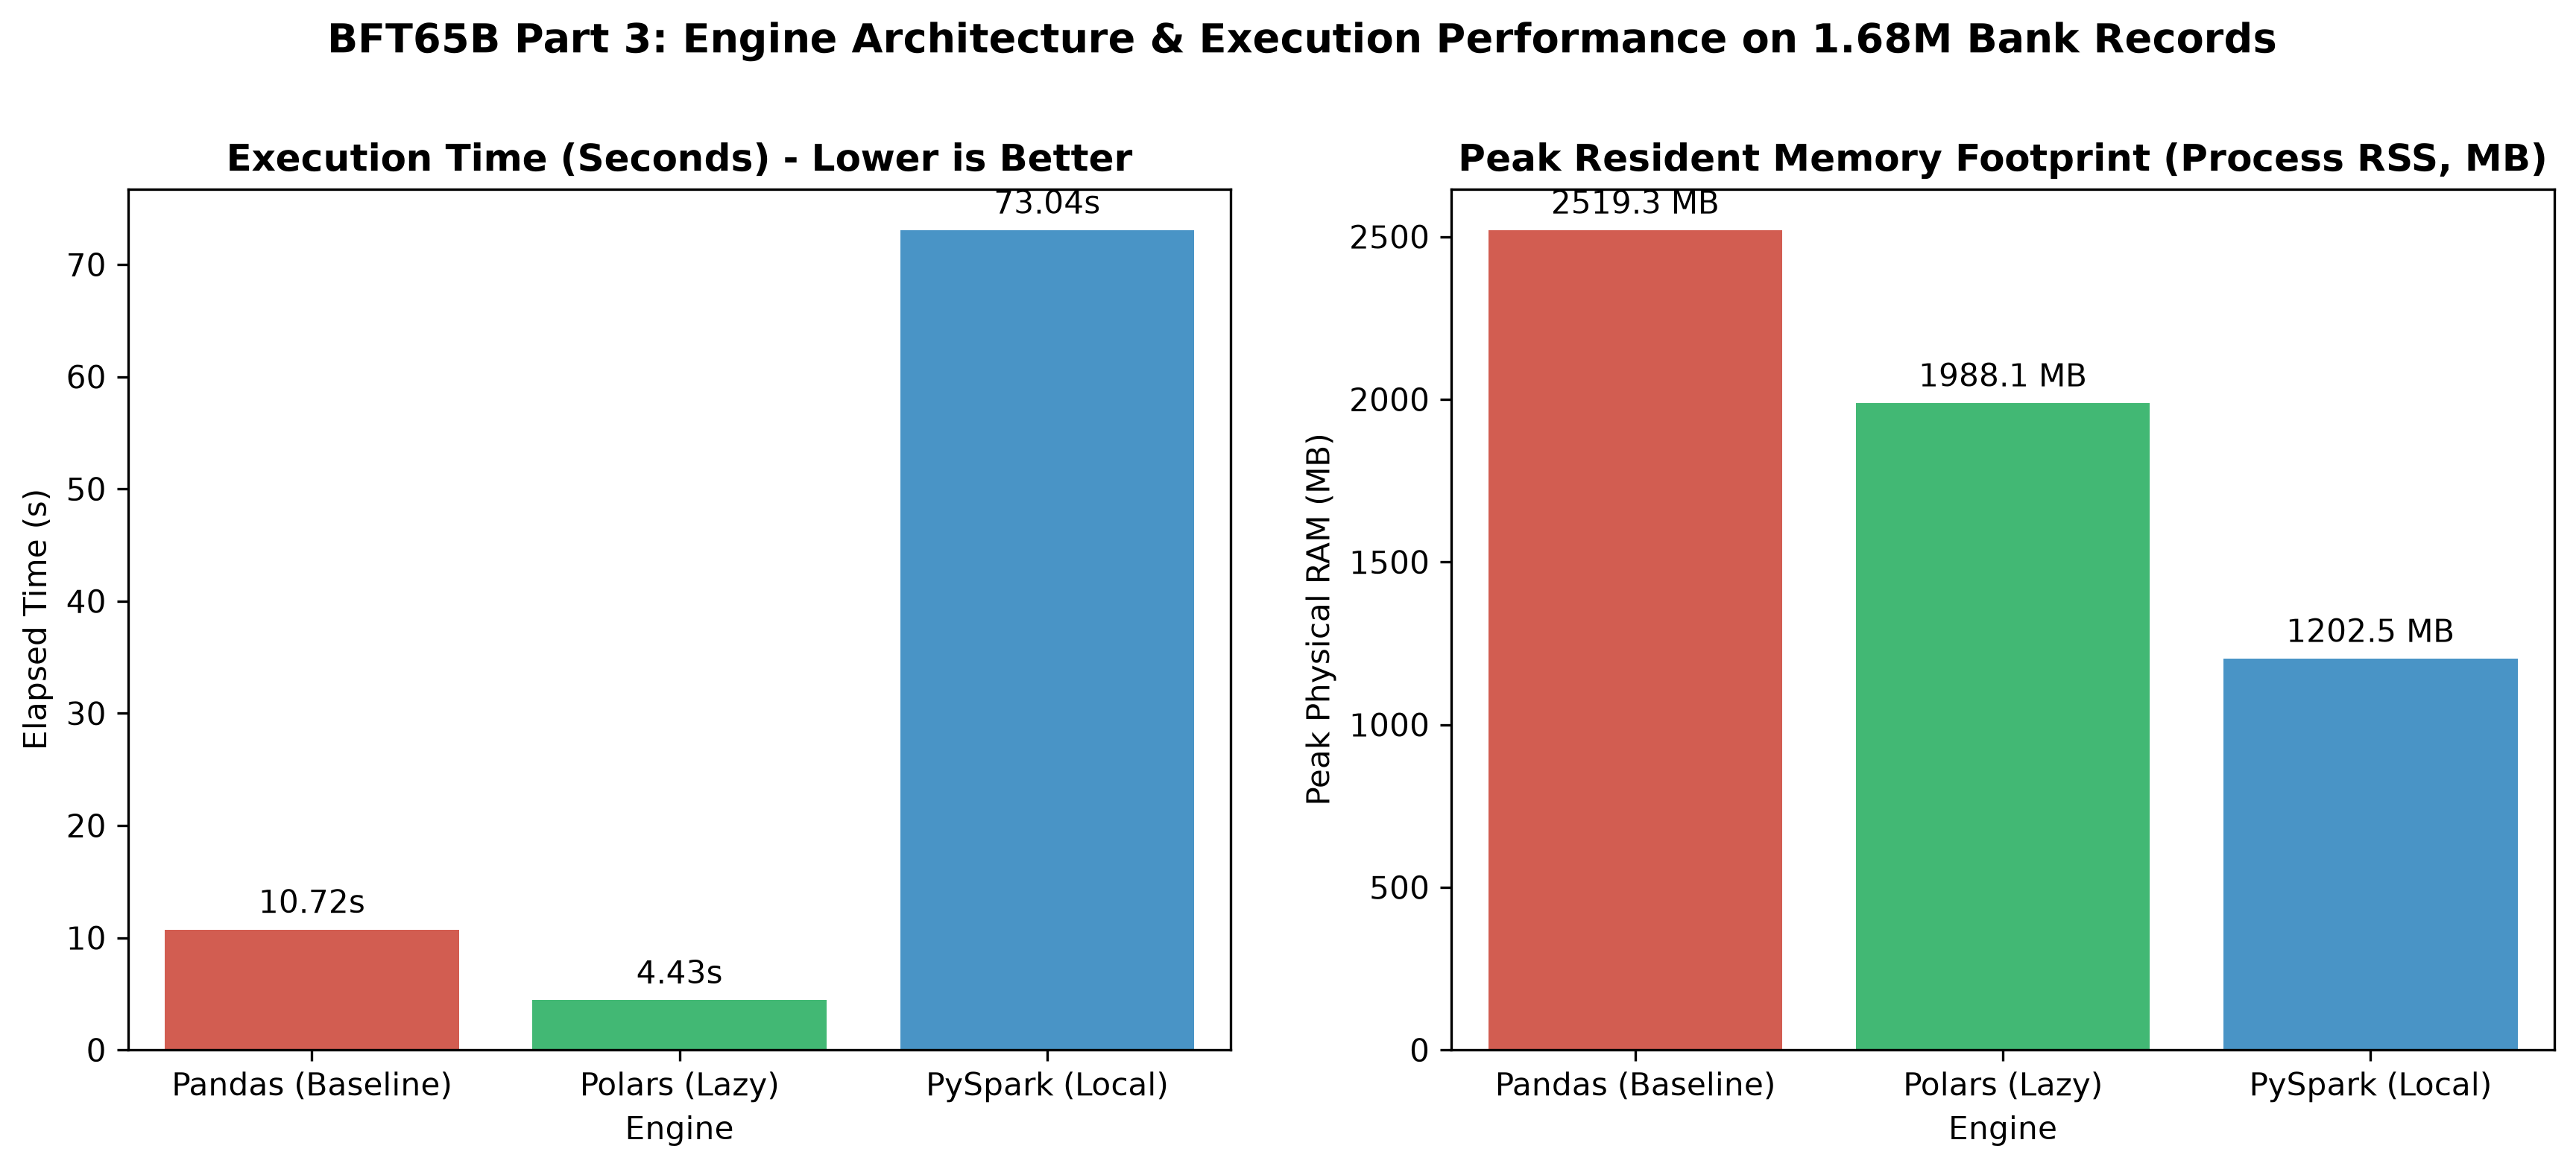 BFT65B Part 3: Engine Architecture & Execution Performance on 1.68M Bank Records
Execution Time (Seconds) - Lower is Better
73.04s
70
60
50
40
30
20
10
0
10.72s
4.43s
Elapsed Time (s)
Pandas (Baseline)
Polars (Lazy)
PySpark (Local)
Engine
Peak Resident Memory Footprint (Process RSS, MB)
2519.3 MB
2500
2000
1500
1000
500
0
1988.1 MB
1202.5 MB
Peak Physical RAM (MB)
Pandas (Baseline)
Polars (Lazy)
PySpark (Local)
Engine